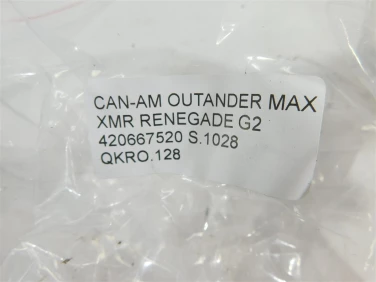 CAN-AM OUTANDER MAX
XMR RENEGADE G2
420667520 S.1028
QKRO.128